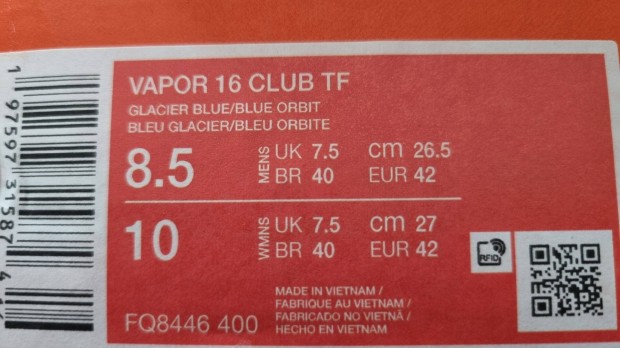 VAPOR 16 CLUB TF
GLACIER BLUE/BLUE ORBIT
BLEU GLACIER/BLEU ORBITE
8.5 MENS UK 7.5 CM 26.5
BR 40 EUR 42
10 WMNS UK 7.5 CM 27
BR 40 EUR 42
RFID
MADE IN VIETNAM /
FABRIQUE AU VIETNAM /
FABRICADO NO VIETNÃ /
HECHO EN VIETNAM
FQ8446 400
1 97597 31587 4